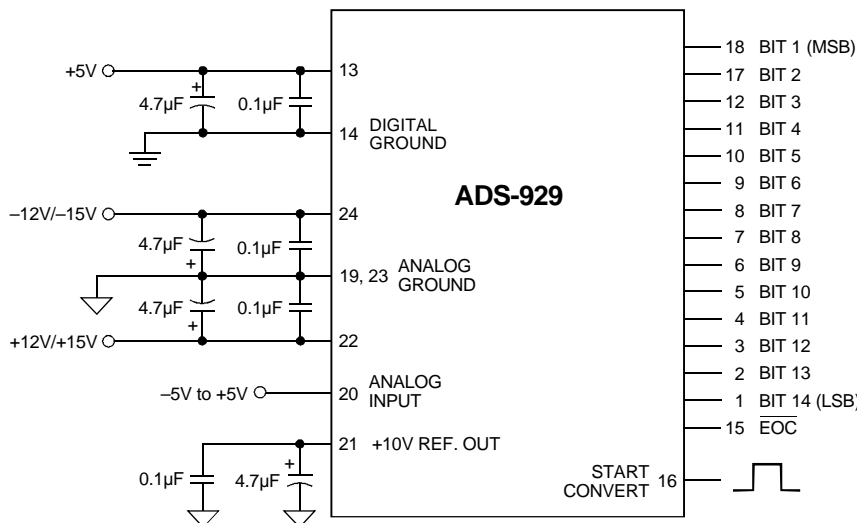 +5V
4.7µF
+
0.1µF
13
14 DIGITAL
GROUND
–12V/–15V
4.7µF
+
0.1µF
24
19, 23 ANALOG
GROUND
4.7µF
+
0.1µF
+12V/+15V
22
–5V to +5V
20 ANALOG
INPUT
21 +10V REF. OUT
0.1µF
4.7µF
+
ADS-929
18 BIT 1 (MSB)
17 BIT 2
12 BIT 3
11 BIT 4
10 BIT 5
9 BIT 6
8 BIT 7
7 BIT 8
6 BIT 9
5 BIT 10
4 BIT 11
3 BIT 12
2 BIT 13
1 BIT 14 (LSB)
15 EOC
START
CONVERT 16